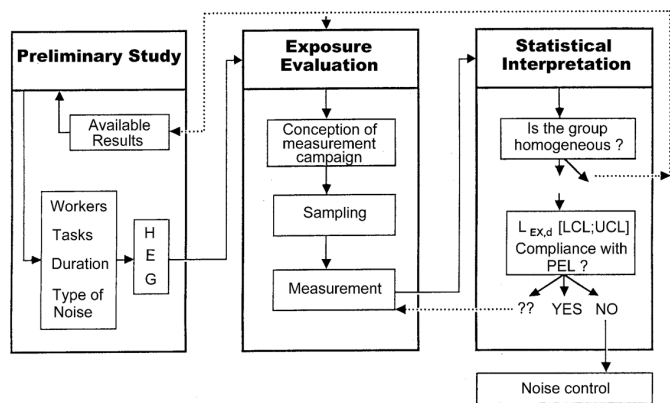 Preliminary Study
Available
Results
Workers
Tasks
Duration
Type of
Noise
H
E
G
Exposure
Evaluation
Conception of
measurement
campaign
Sampling
Measurement
Statistical
Interpretation
Is the group
homogeneous ?
L EX,d [LCL;UCL]
Compliance with
PEL ?
?? YES NO
Noise control